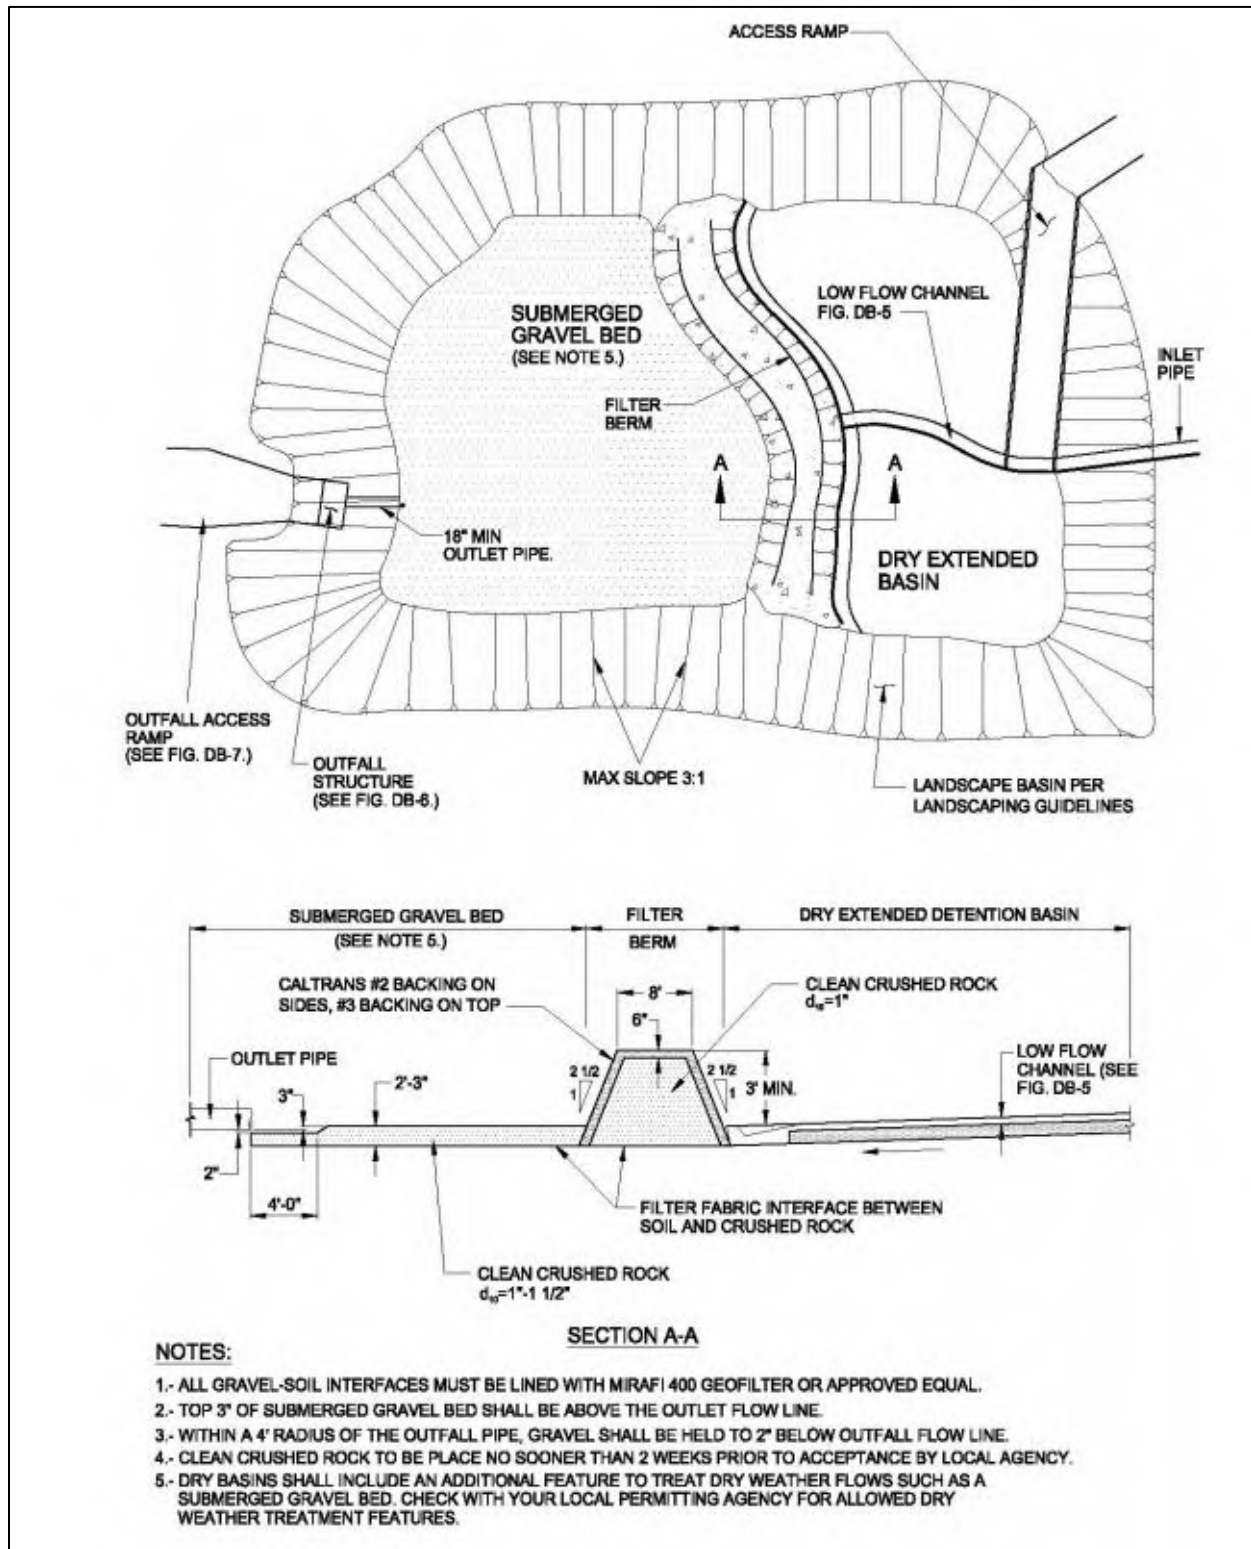 ACCESS RAMP
SUBMERGED
GRAVEL BED
(SEE NOTE 5.)
LOW FLOW CHANNEL
FIG. DB-5
INLET
PIPE
FILTER
BERM
A
A
18" MIN
OUTLET PIPE.
DRY EXTENDED
BASIN
OUTFALL ACCESS
RAMP
(SEE FIG. DB-7.)
OUTFALL
STRUCTURE
(SEE FIG. DB-6.)
MAX SLOPE 3:1
LANDSCAPE BASIN PER
LANDSCAPING GUIDELINES
SUBMERGED GRAVEL BED
(SEE NOTE 5.)
FILTER
BERM
DRY EXTENDED DETENTION BASIN
CALTRANS #2 BACKING ON
SIDES, #3 BACKING ON TOP
8'
6"
CLEAN CRUSHED ROCK
d₁₀=1"
OUTLET PIPE
3"
2'-3"
2 1/2
1
2 1/2
1
3' MIN.
LOW FLOW
CHANNEL (SEE
FIG. DB-5
2"
4'-0"
FILTER FABRIC INTERFACE BETWEEN
SOIL AND CRUSHED ROCK
CLEAN CRUSHED ROCK
d₁₀=1"-1 1/2"
SECTION A-A
NOTES:
1.- ALL GRAVEL-SOIL INTERFACES MUST BE LINED WITH MIRAFI 400 GEOFILTER OR APPROVED EQUAL.
2.- TOP 3" OF SUBMERGED GRAVEL BED SHALL BE ABOVE THE OUTLET FLOW LINE.
3.- WITHIN A 4' RADIUS OF THE OUTFALL PIPE, GRAVEL SHALL BE HELD TO 2" BELOW OUTFALL FLOW LINE.
4.- CLEAN CRUSHED ROCK TO BE PLACE NO SOONER THAN 2 WEEKS PRIOR TO ACCEPTANCE BY LOCAL AGENCY.
5.- DRY BASINS SHALL INCLUDE AN ADDITIONAL FEATURE TO TREAT DRY WEATHER FLOWS SUCH AS A
SUBMERGED GRAVEL BED. CHECK WITH YOUR LOCAL PERMITTING AGENCY FOR ALLOWED DRY
WEATHER TREATMENT FEATURES.